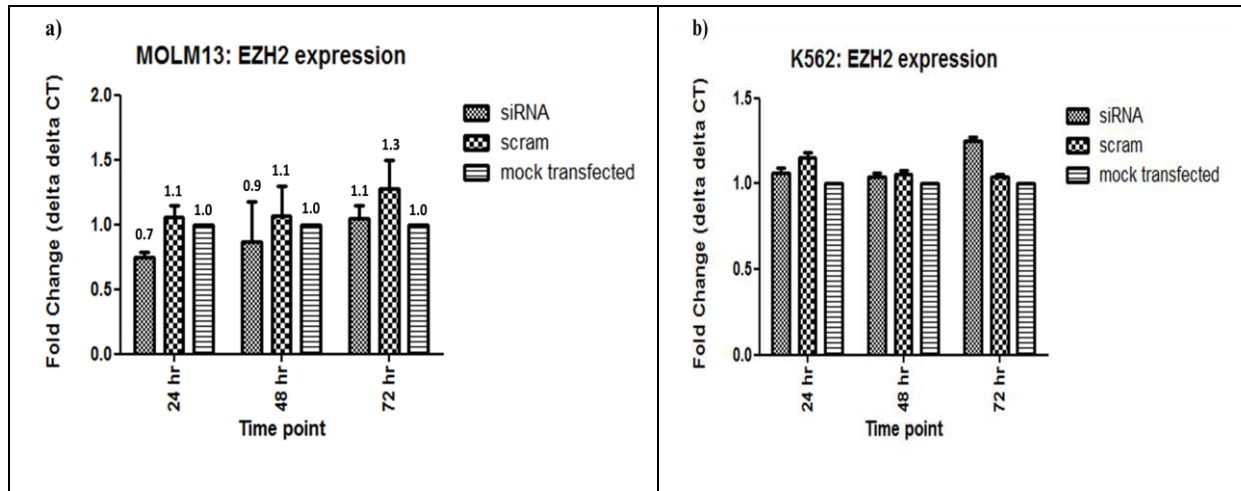 a)
MOLM13: EZH2 expression
Fold Change (delta delta CT)
2.0
1.5
1.0
0.5
0.0
0.7
1.1
1.0
0.9
1.1
1.0
1.1
1.3
1.0
24 hr
48 hr
72 hr
Time point
siRNA
scram
mock transfected
b)
K562: EZH2 expression
Fold Change (delta delta CT)
1.5
1.0
0.5
0.0
24 hr
48 hr
72 hr
Time point
siRNA
scram
mock transfected